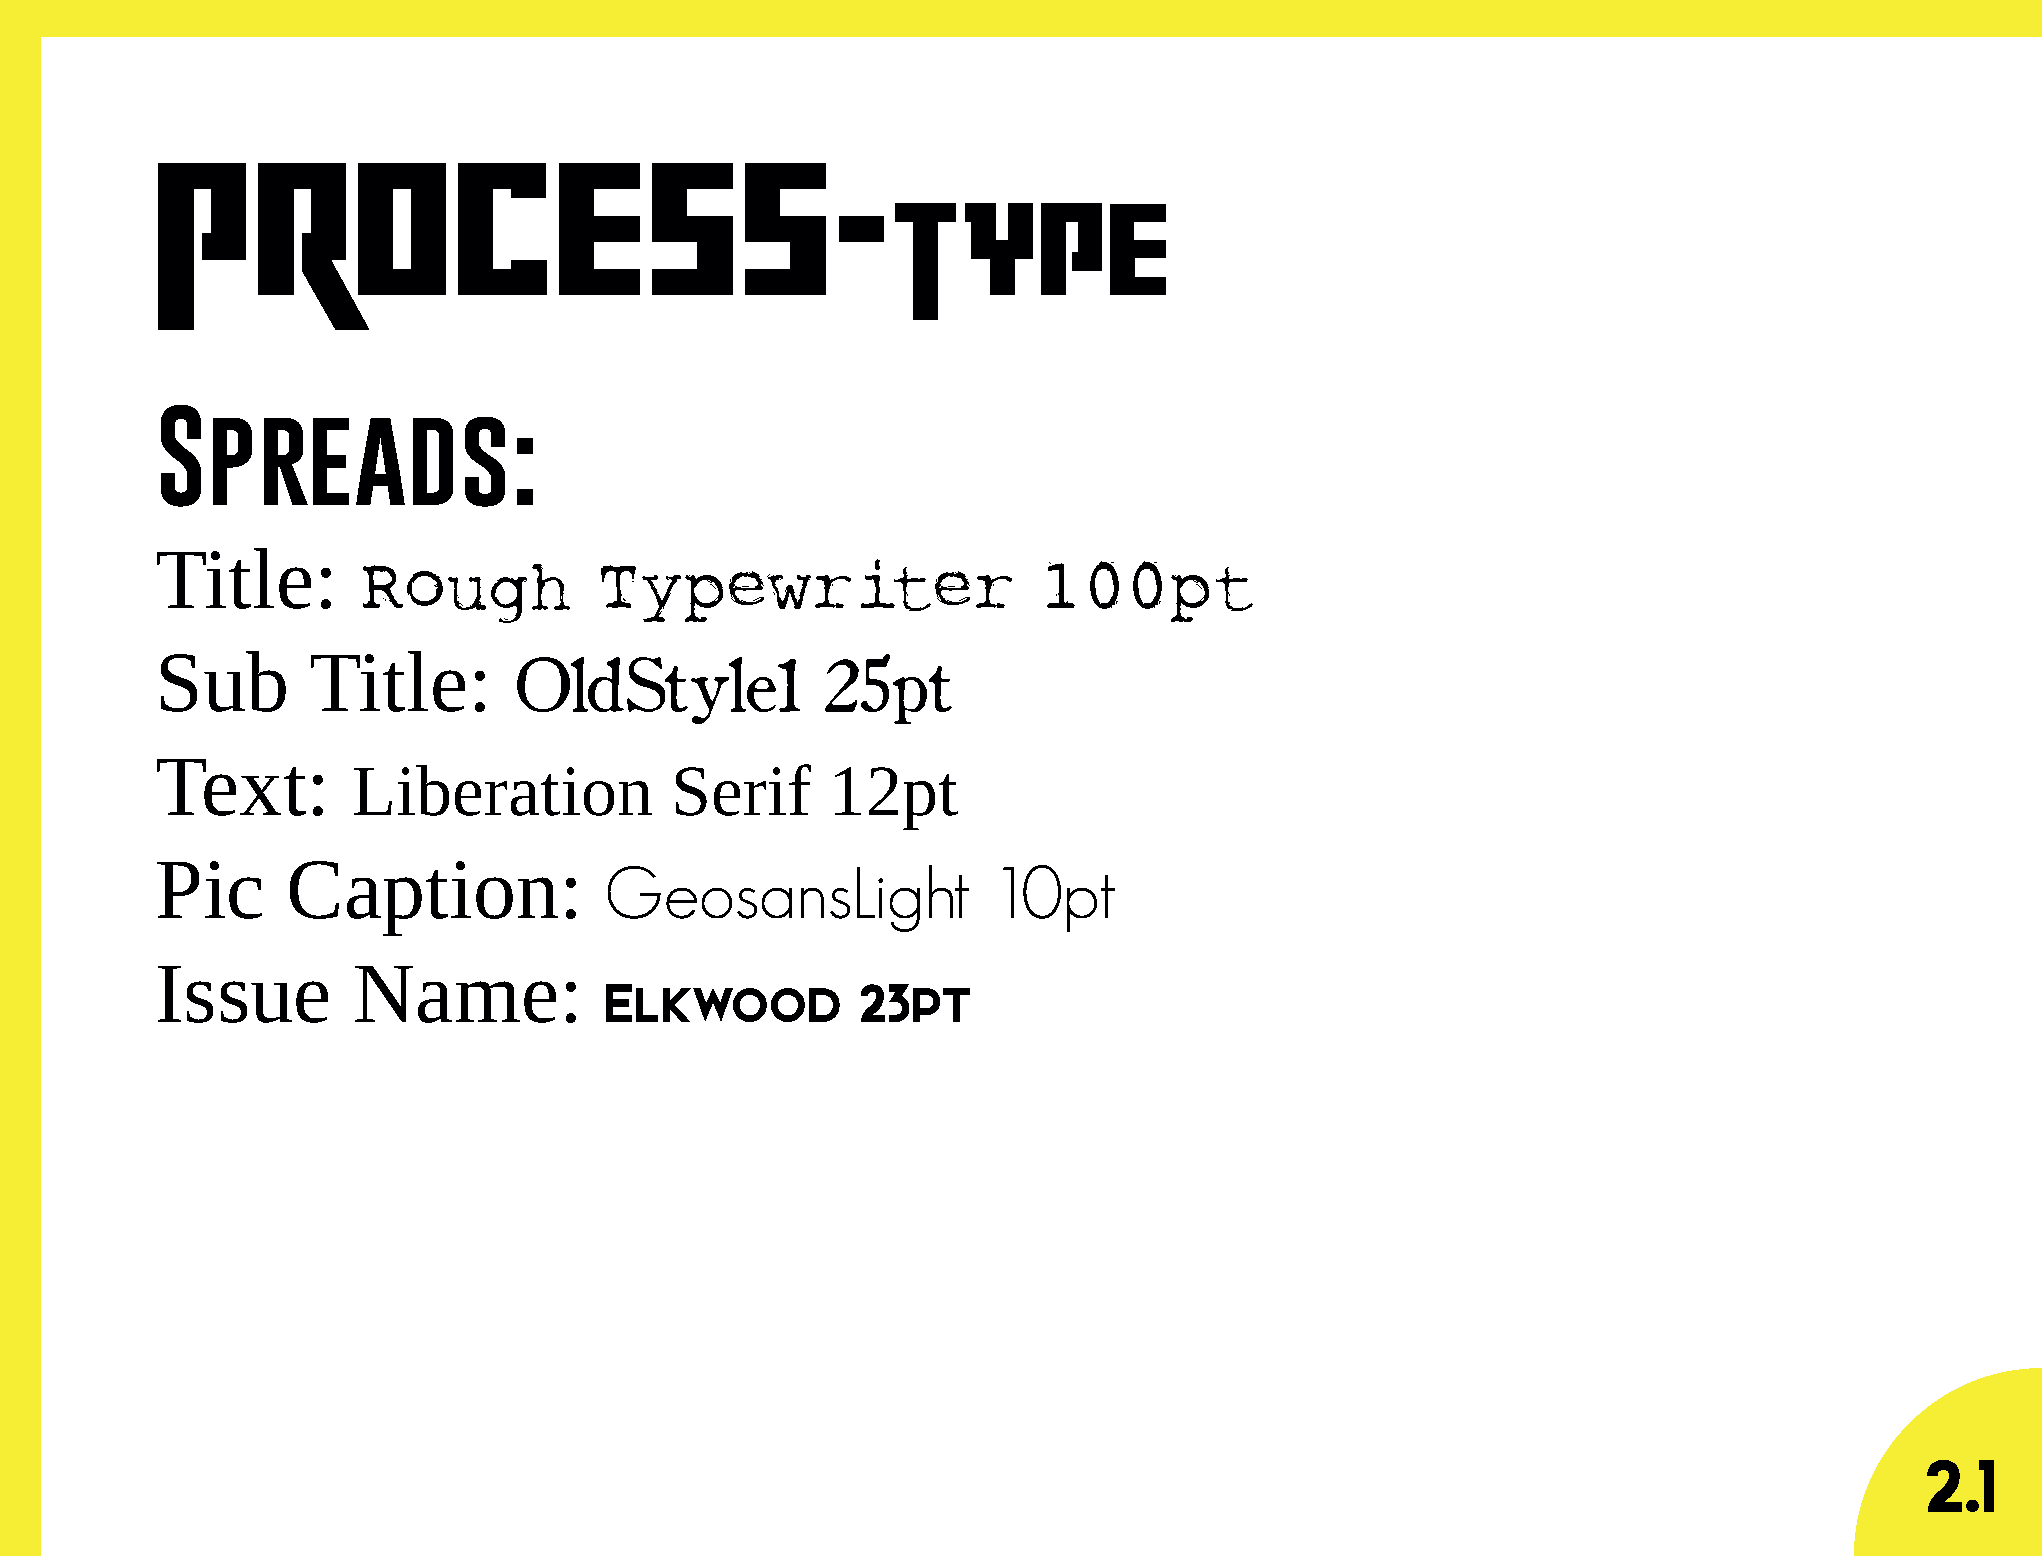 PROCESS-TYPE
SPREADS:
Title: Rough Typewriter 100pt
Sub Title: OldStyle1 25pt
Text: Liberation Serif 12pt
Pic Caption: GeosansLight 10pt
Issue Name: ELKWOOD 23PT
2.1